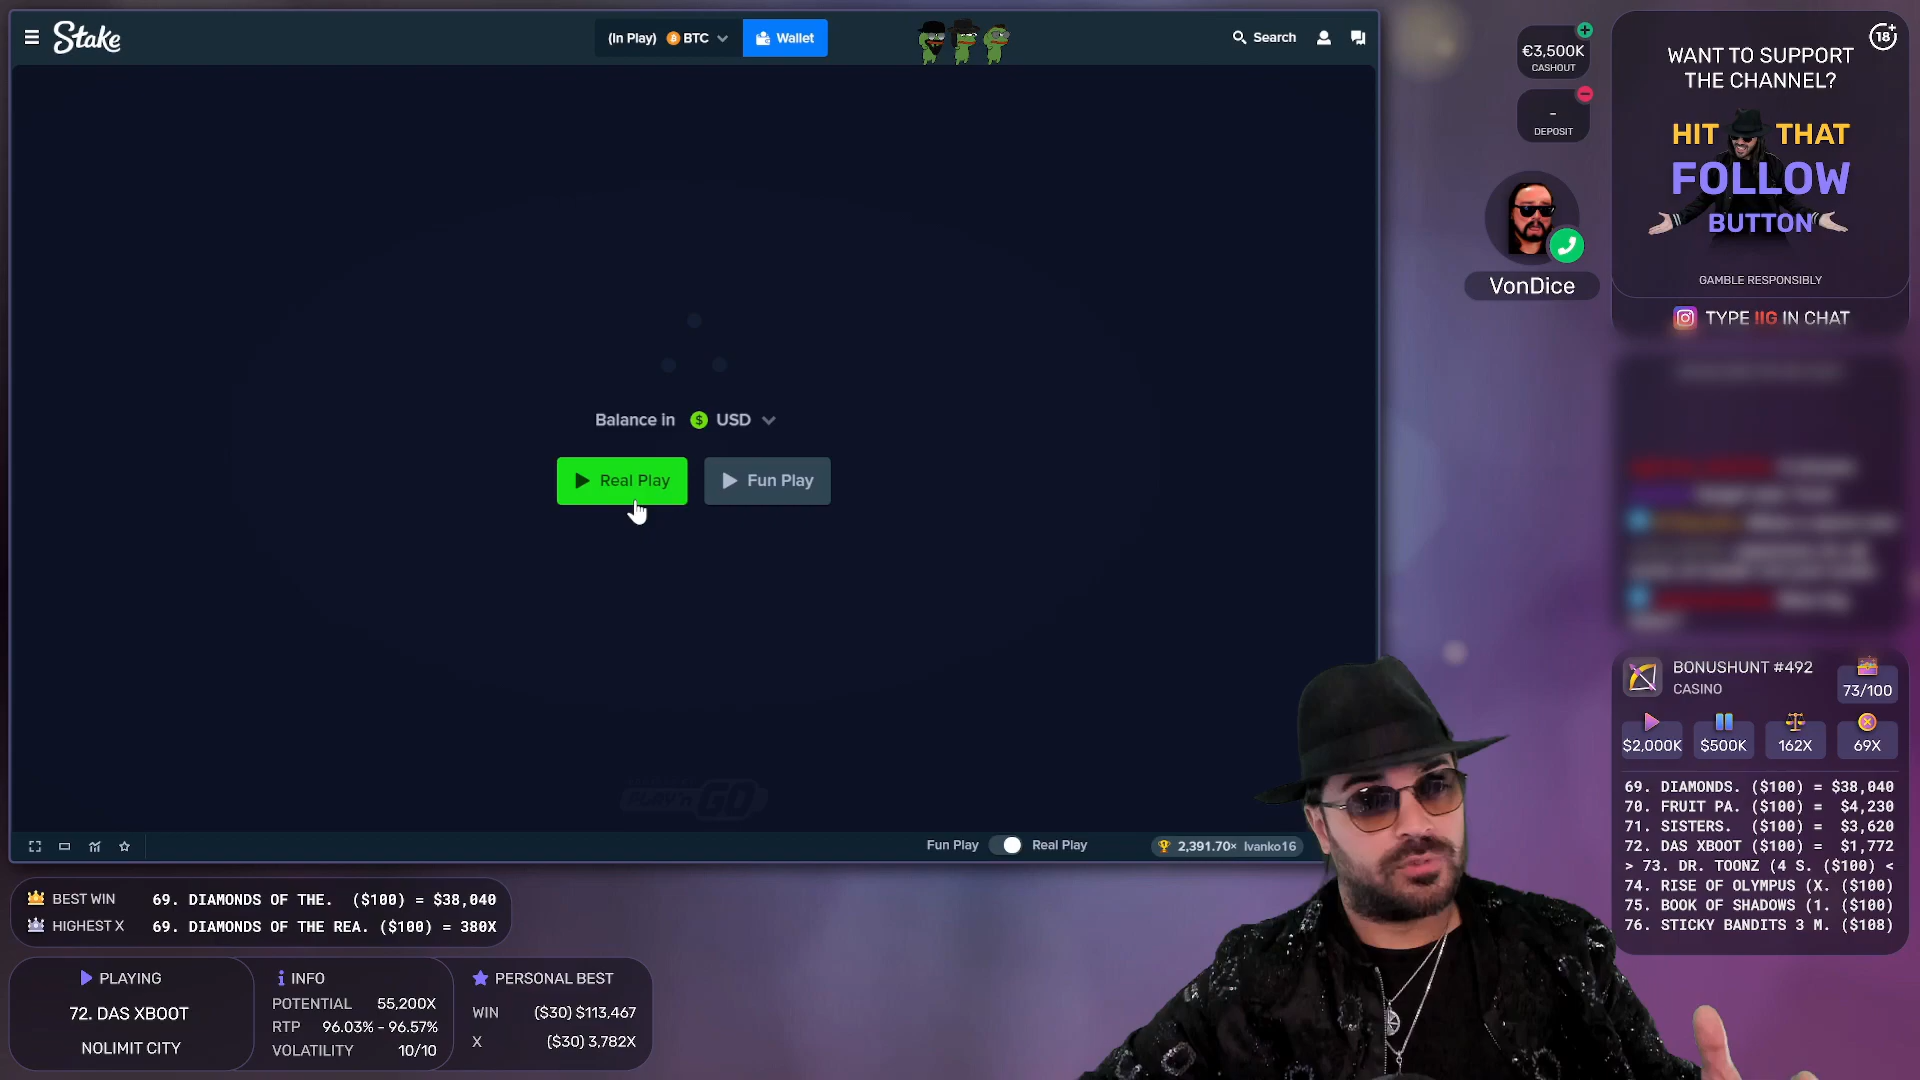 Stake
(In Play) BTC
Wallet
Search
€3,500K
CASHOUT
-
DEPOSIT
VonDice
18+
WANT TO SUPPORT
THE CHANNEL?
HIT THAT
FOLLOW
BUTTON
GAMBLE RESPONSIBLY
TYPE !IG IN CHAT
Balance in $ USD
Real Play
Fun Play
PLAY'n GO
Fun Play Real Play
2,391.70× Ivanko16
BONUSHUNT #492
CASINO
73/100
$2,000K $500K 162X 69X
69. DIAMONDS. ($100) = $38,040
70. FRUIT PA. ($100) = $4,230
71. SISTERS. ($100) = $3,620
72. DAS XBOOT ($100) = $1,772
> 73. DR. TOONZ (4 S. ($100) <
74. RISE OF OLYMPUS (X. ($100)
75. BOOK OF SHADOWS (1. ($100)
76. STICKY BANDITS 3 M. ($108)
BEST WIN 69. DIAMONDS OF THE. ($100) = $38,040
HIGHEST X 69. DIAMONDS OF THE REA. ($100) = 380X
PLAYING
72. DAS XBOOT
NOLIMIT CITY
INFO
POTENTIAL 55,200X
RTP 96.03% - 96.57%
VOLATILITY 10/10
PERSONAL BEST
WIN ($30) $113,467
X ($30) 3,782X